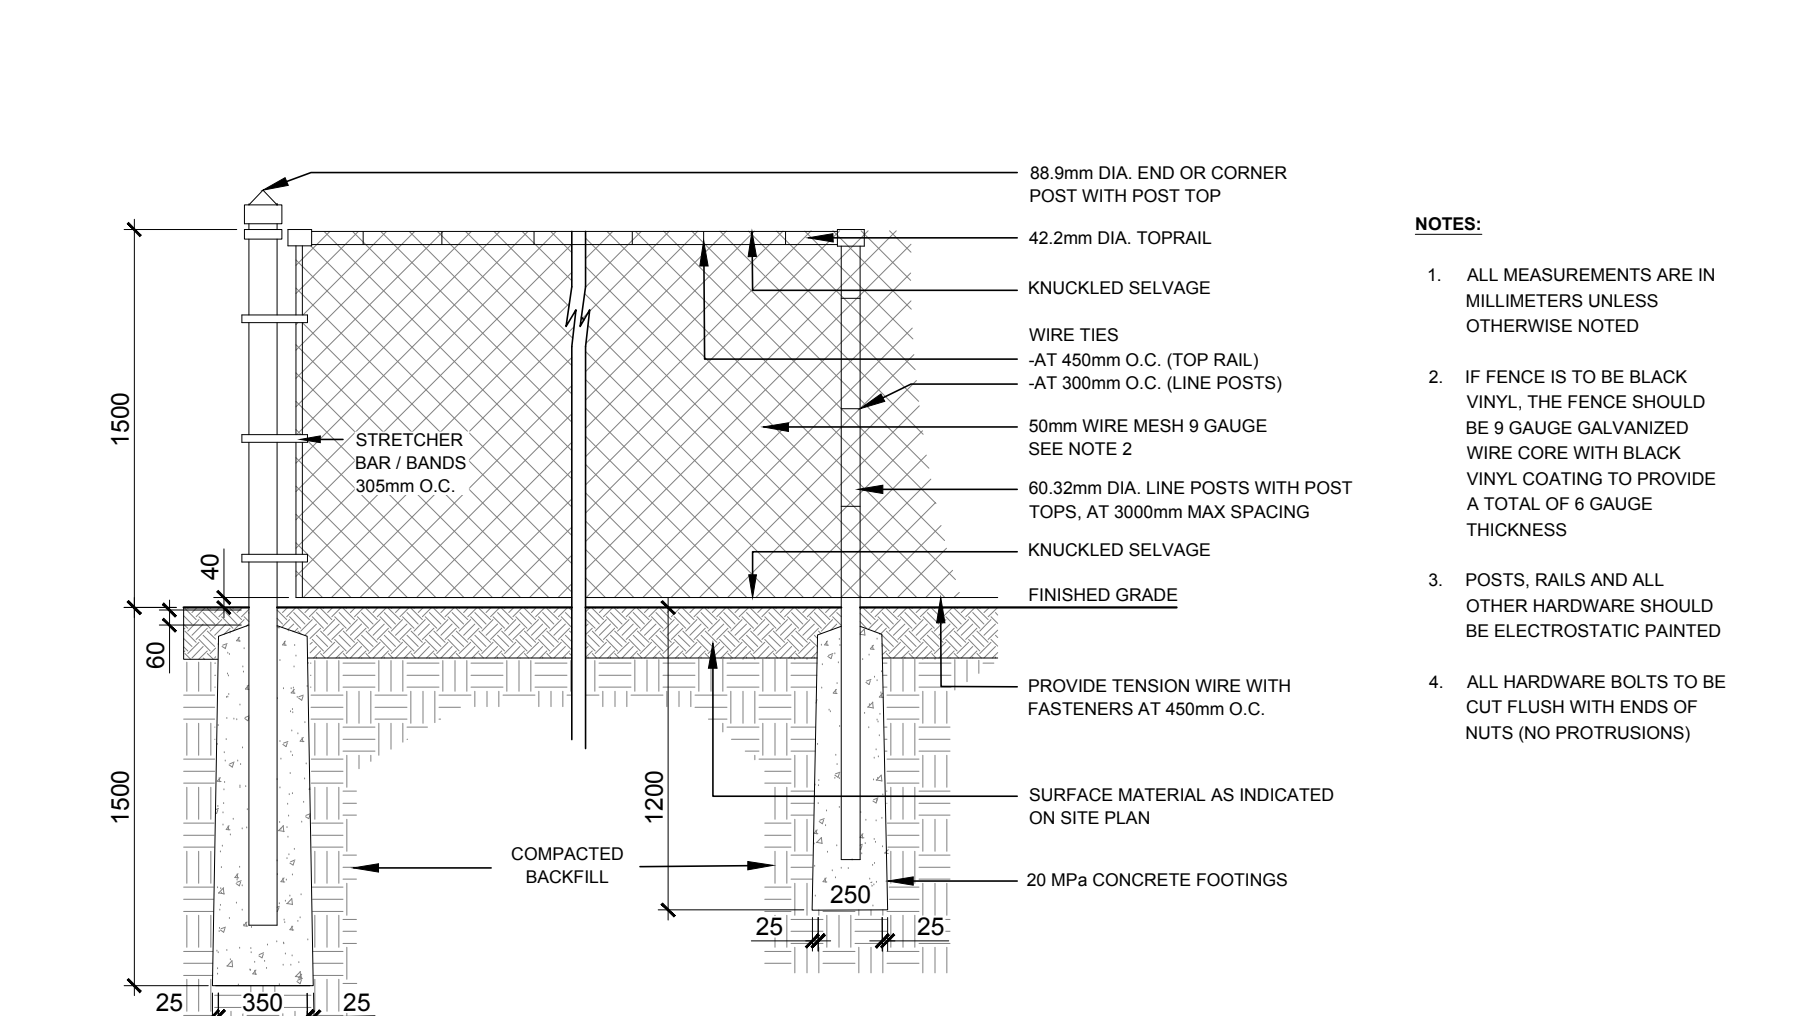 88.9mm DIA. END OR CORNER
POST WITH POST TOP
42.2mm DIA. TOPRAIL
KNUCKLED SELVAGE
WIRE TIES
-AT 450mm O.C. (TOP RAIL)
-AT 300mm O.C. (LINE POSTS)
50mm WIRE MESH 9 GAUGE
SEE NOTE 2
60.32mm DIA. LINE POSTS WITH POST
TOPS, AT 3000mm MAX SPACING
KNUCKLED SELVAGE
FINISHED GRADE
PROVIDE TENSION WIRE WITH
FASTENERS AT 450mm O.C.
SURFACE MATERIAL AS INDICATED
ON SITE PLAN
20 MPa CONCRETE FOOTINGS
STRETCHER
BAR / BANDS
305mm O.C.
COMPACTED
BACKFILL
1500
40
60
1500
1200
250
25
25
25
350
25
NOTES:
1. ALL MEASUREMENTS ARE IN
MILLIMETERS UNLESS
OTHERWISE NOTED
2. IF FENCE IS TO BE BLACK
VINYL, THE FENCE SHOULD
BE 9 GAUGE GALVANIZED
WIRE CORE WITH BLACK
VINYL COATING TO PROVIDE
A TOTAL OF 6 GAUGE
THICKNESS
3. POSTS, RAILS AND ALL
OTHER HARDWARE SHOULD
BE ELECTROSTATIC PAINTED
4. ALL HARDWARE BOLTS TO BE
CUT FLUSH WITH ENDS OF
NUTS (NO PROTRUSIONS)